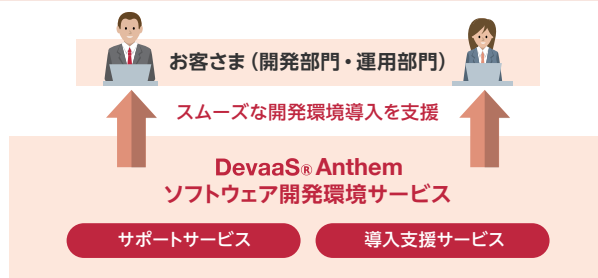 お客さま（開発部門・運用部門）
スムーズな開発環境導入を支援
DevaaS® Anthem
ソフトウェア開発環境サービス
サポートサービス
導入支援サービス